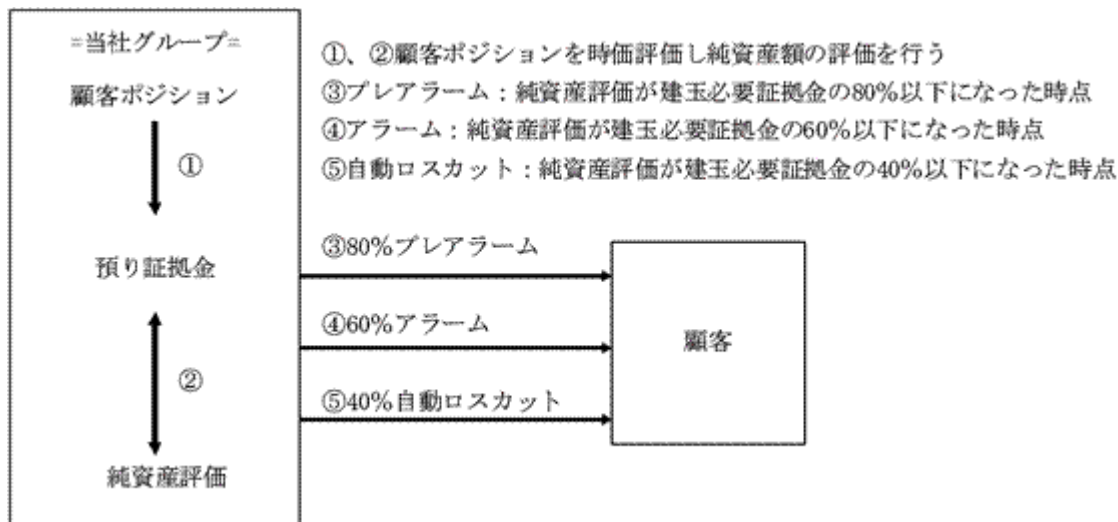 =当社グループ=
顧客ポジション
①
預り証拠金
②
純資産評価
①、②顧客ポジションを時価評価し純資産額の評価を行う
③プレアラーム：純資産評価が建玉必要証拠金の80%以下になった時点
④アラーム：純資産評価が建玉必要証拠金の60%以下になった時点
⑤自動ロスカット：純資産評価が建玉必要証拠金の40%以下になった時点
③80%プレアラーム
④60%アラーム
⑤40%自動ロスカット
顧客